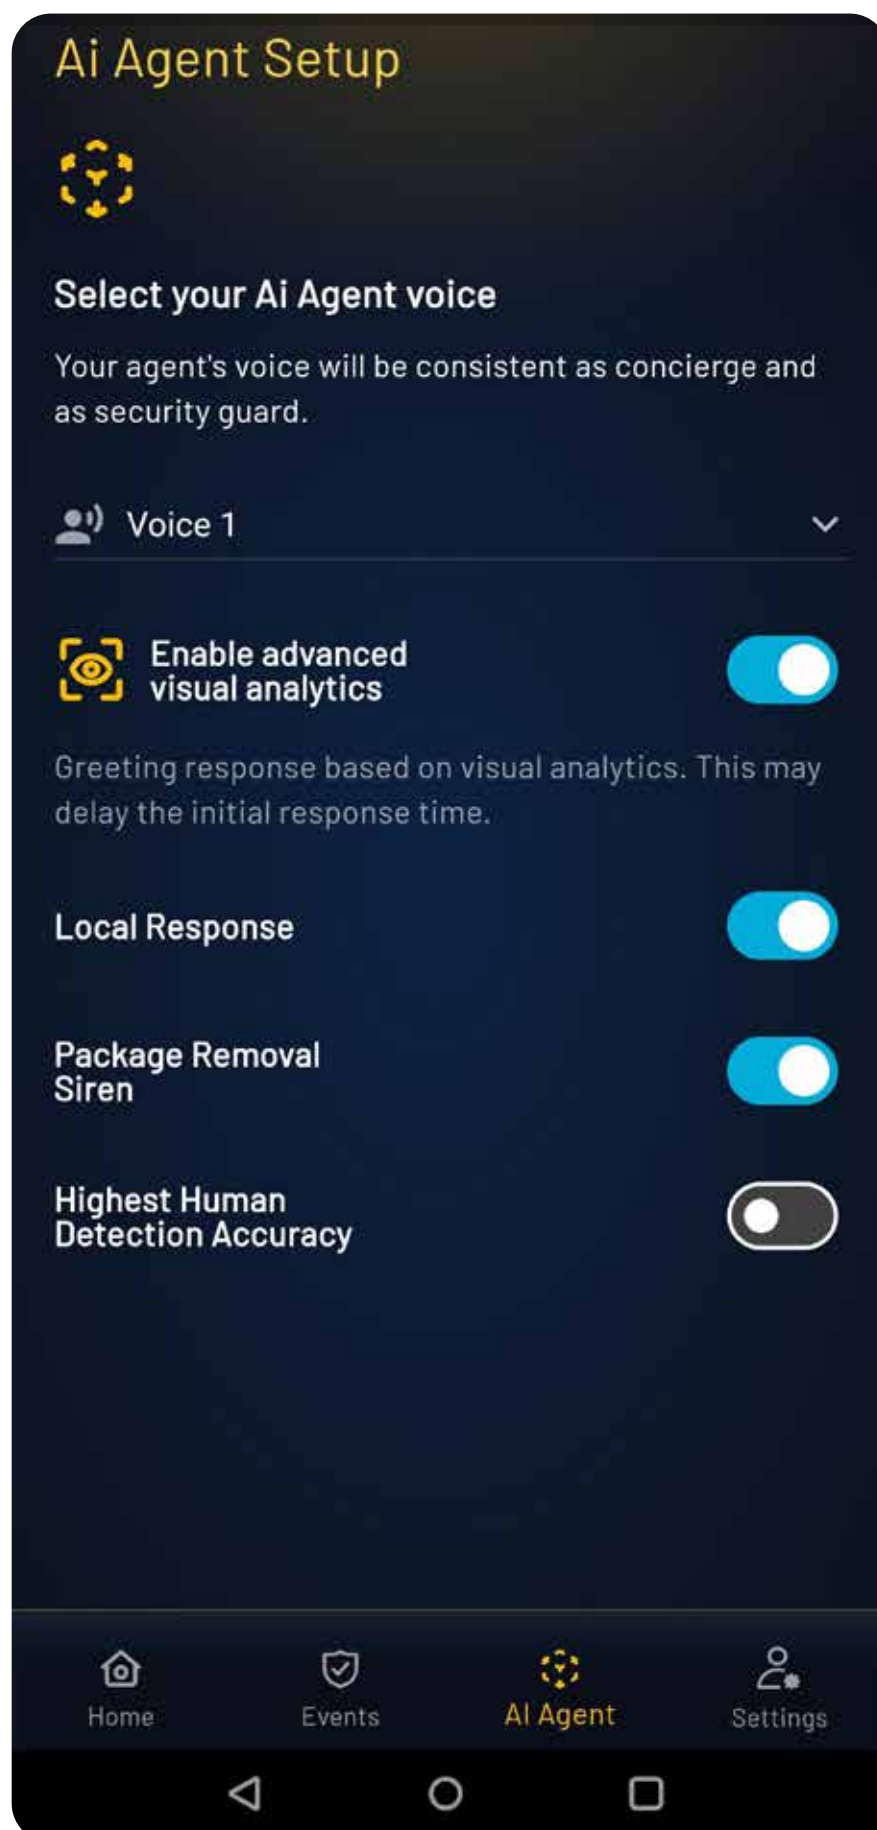 Ai Agent Setup
Select your Ai Agent voice
Your agent's voice will be consistent as concierge and
as security guard.
Voice 1
Enable advanced
visual analytics
Greeting response based on visual analytics. This may
delay the initial response time.
Local Response
Package Removal
Siren
Highest Human
Detection Accuracy
Home
Events
AI Agent
Settings